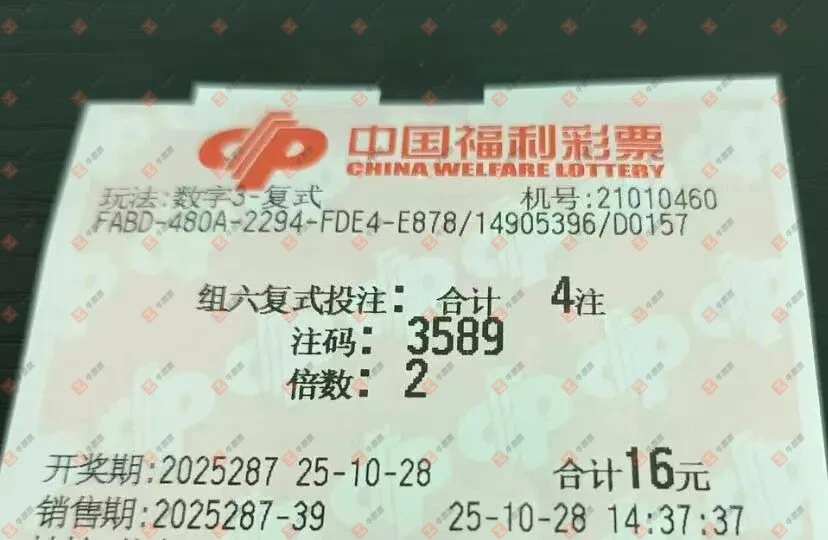 中国福利彩票
CHINA WELFARE LOTTERY
玩法:数字3-复式 机号:21010460
FABD-480A-2294-FDE4-E878/14905396/D0157
组六复式投注: 合计 4注
注码: 3589
倍数: 2
开奖期:2025287 25-10-28 合计16元
销售期:2025287-39 25-10-28 14:37:37